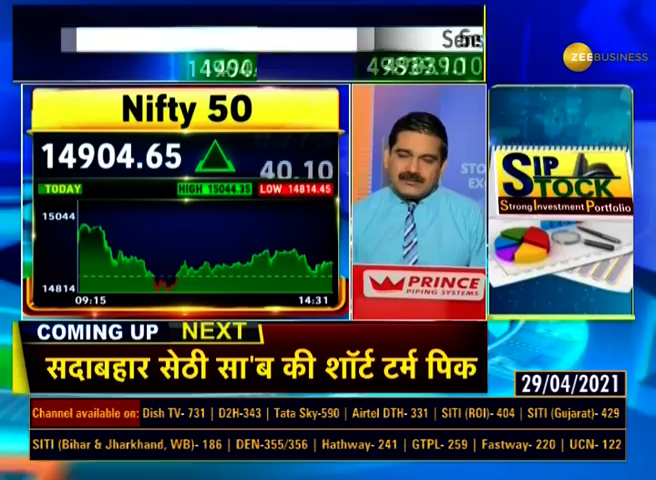 ZEEBUSINESS
Nifty 50
14904.65
40.10
TODAY
HIGH 15044.35
LOW 14814.45
15044
14814
09:15
14:31
PRINCE
PIPING SYSTEMS
SIP
STOCK
Strong Investment Portfolio
COMING UP NEXT
सदाबहार सेठी सा'ब की शॉर्ट टर्म पिक
29/04/2021
Channel available on: Dish TV- 731 | D2H-343 | Tata Sky-590 | Airtel DTH- 331 | SITI (ROI)- 404 | SITI (Gujarat)- 429
SITI (Bihar & Jharkhand, WB)- 186 | DEN-355/356 | Hathway- 241 | GTPL- 259 | Fastway- 220 | UCN- 122